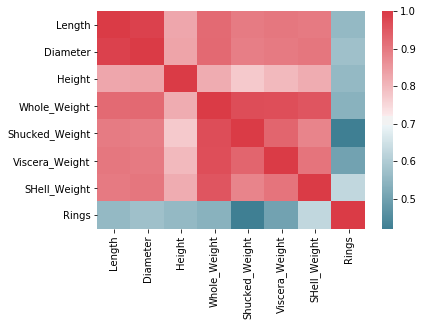 Length
Diameter
Height
Whole_Weight
Shucked_Weight
Viscera_Weight
SHell_Weight
Rings
Length
Diameter
Height
Whole_Weight
Shucked_Weight
Viscera_Weight
SHell_Weight
Rings
1.0
0.9
0.8
0.7
0.6
0.5